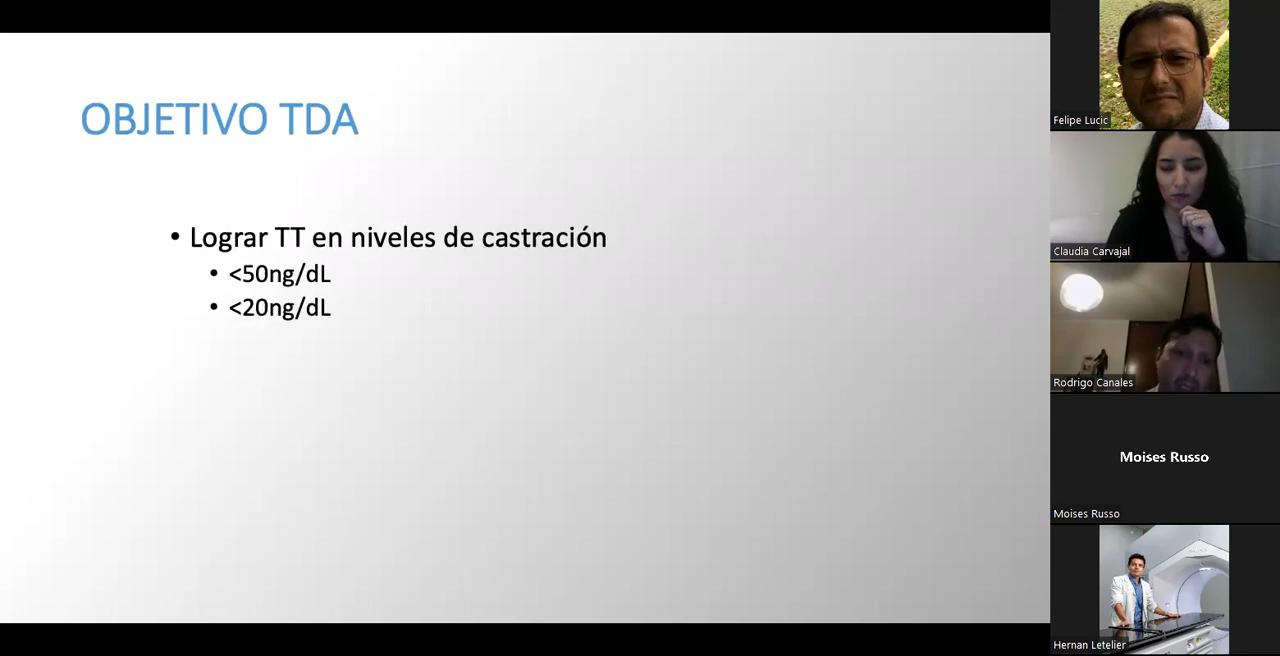 OBJETIVO TDA
• Lograr TT en niveles de castración
• <50ng/dL
• <20ng/dL
Felipe Lucic
Claudia Carvajal
Rodrigo Canales
Moises Russo
Moises Russo
Hernan Letelier